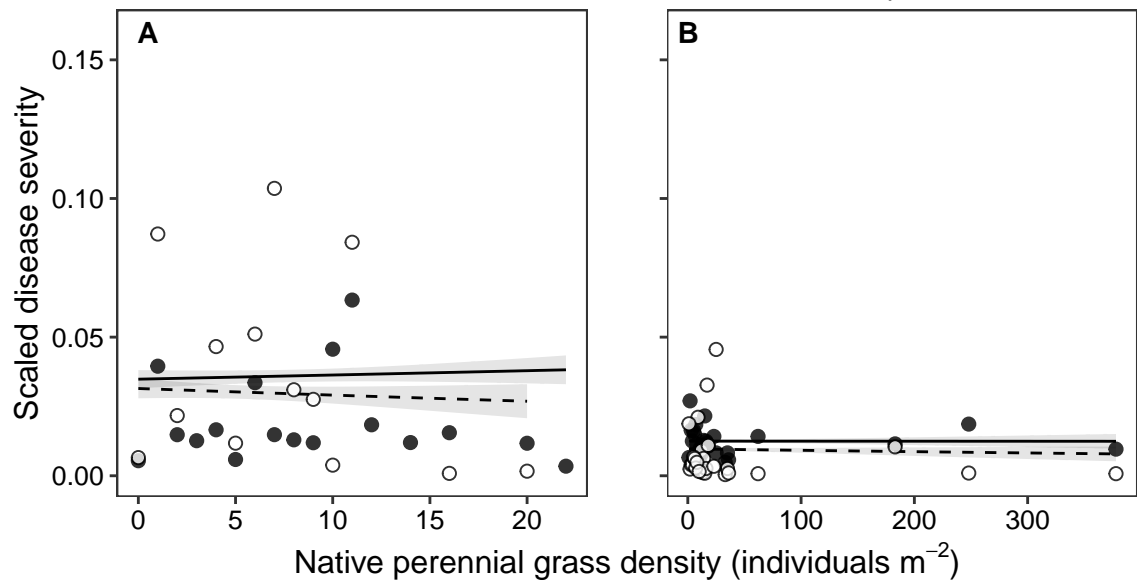 A
B
0.15
0.10
0.05
0.00
Scaled disease severity
0 5 10 15 20
0 100 200 300
Native perennial grass density (individuals m⁻²)